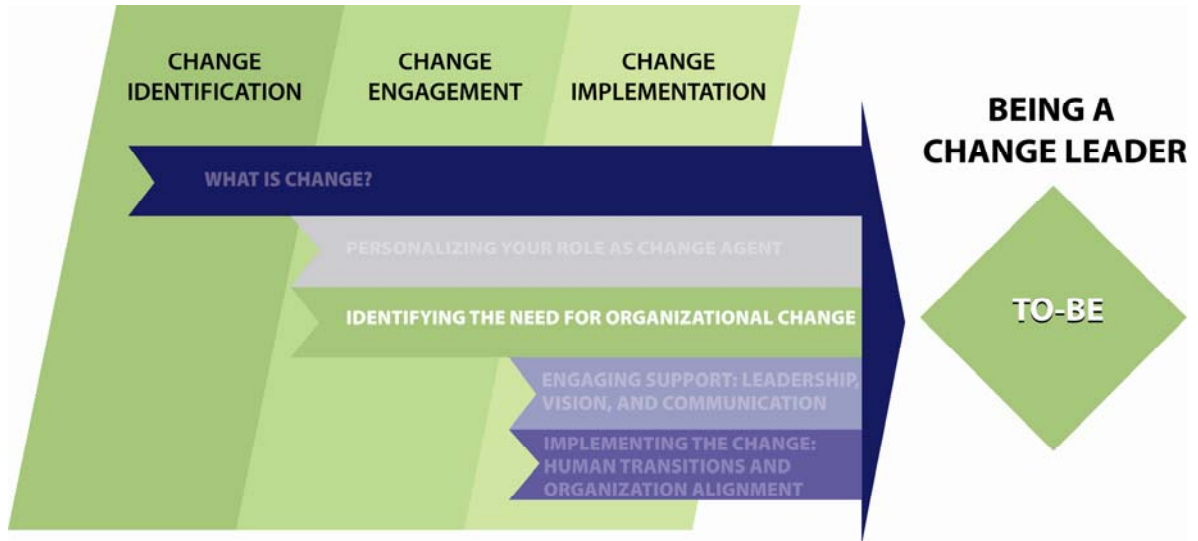 CHANGE
IDENTIFICATION
CHANGE
ENGAGEMENT
CHANGE
IMPLEMENTATION
BEING A
CHANGE LEADER
WHAT IS CHANGE?
PERSONALIZING YOUR ROLE AS CHANGE AGENT
IDENTIFYING THE NEED FOR ORGANIZATIONAL CHANGE
TO-BE
ENGAGING SUPPORT: LEADERSHIP,
VISION, AND COMMUNICATION
IMPLEMENTING THE CHANGE:
HUMAN TRANSITIONS AND
ORGANIZATION ALIGNMENT